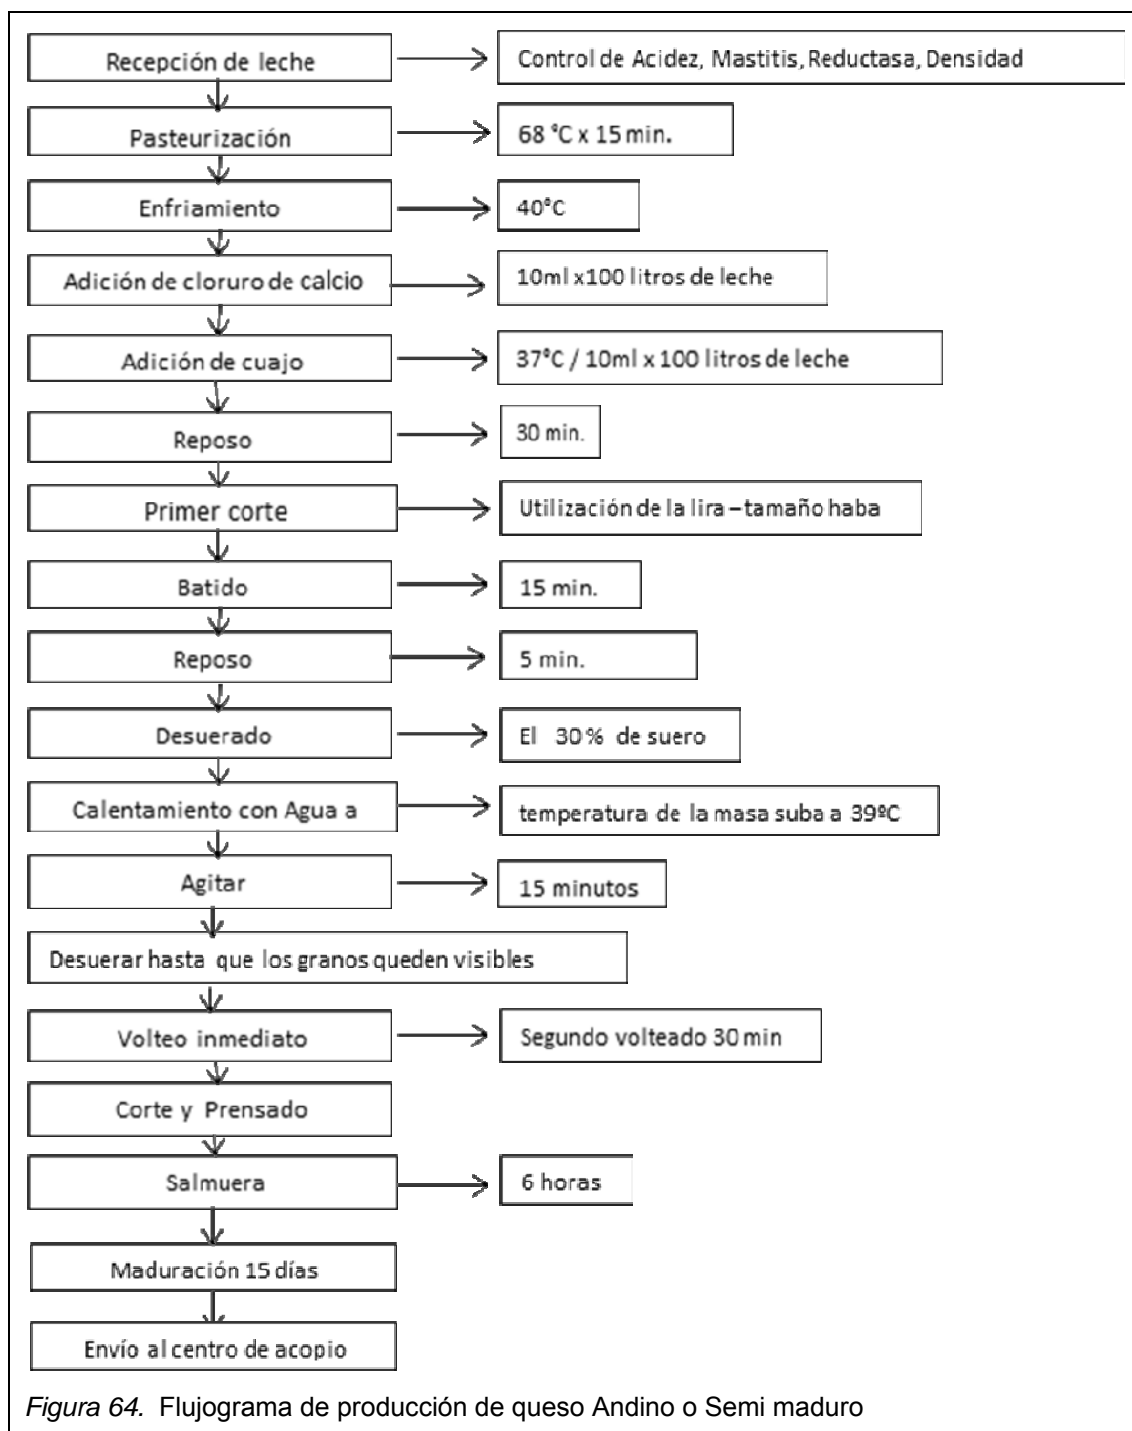 Recepción de leche
Control de Acidez, Mastitis, Reductasa, Densidad
Pasteurización
68 °C x 15 min.
Enfriamiento
40°C
Adición de cloruro de calcio
10ml x100 litros de leche
Adición de cuajo
37°C / 10ml x 100 litros de leche
Reposo
30 min.
Primer corte
Utilización de la lira – tamaño haba
Batido
15 min.
Reposo
5 min.
Desuerado
El 30 % de suero
Calentamiento con Agua a
temperatura de la masa suba a 39ºC
Agitar
15 minutos
Desuerar hasta que los granos queden visibles
Volteo inmediato
Segundo volteado 30 min
Corte y Prensado
Salmuera
6 horas
Maduración 15 días
Envío al centro de acopio
Figura 64. Flujograma de producción de queso Andino o Semi maduro